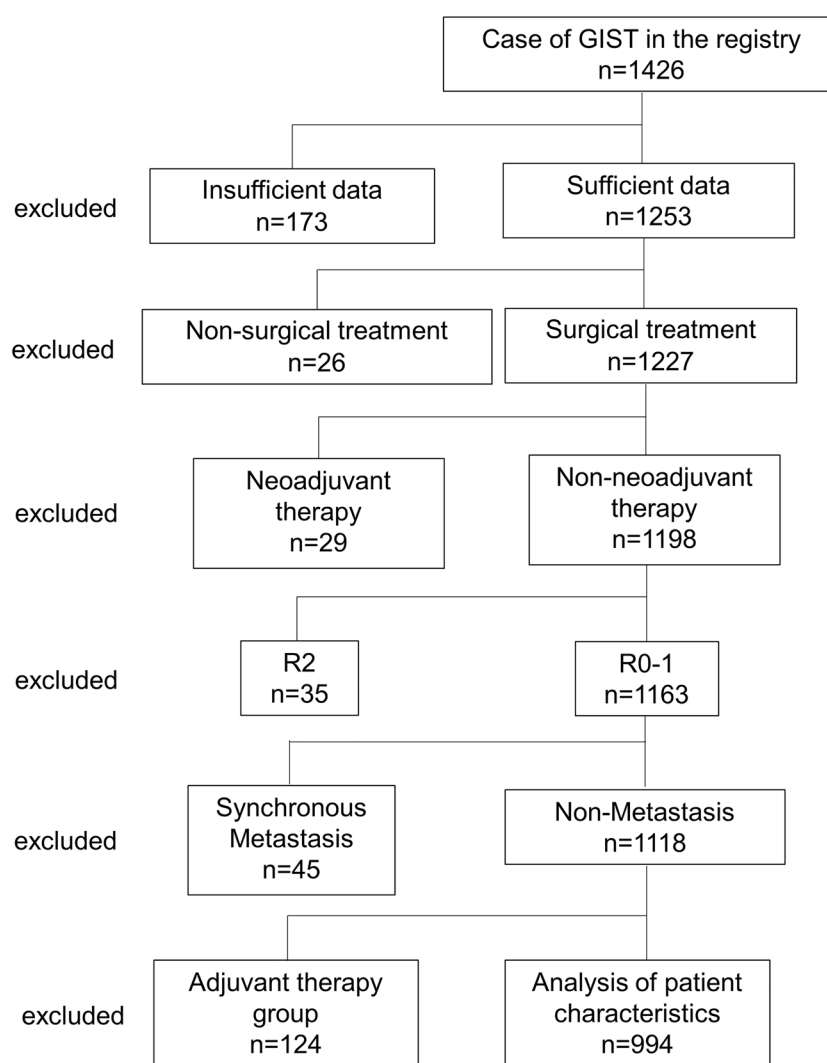 Case of GIST in the registry
n=1426
excluded
Insufficient data
n=173
Sufficient data
n=1253
excluded
Non-surgical treatment
n=26
Surgical treatment
n=1227
excluded
Neoadjuvant
therapy
n=29
Non-neoadjuvant
therapy
n=1198
excluded
R2
n=35
R0-1
n=1163
excluded
Synchronous
Metastasis
n=45
Non-Metastasis
n=1118
excluded
Adjuvant therapy
group
n=124
Analysis of patient
characteristics
n=994